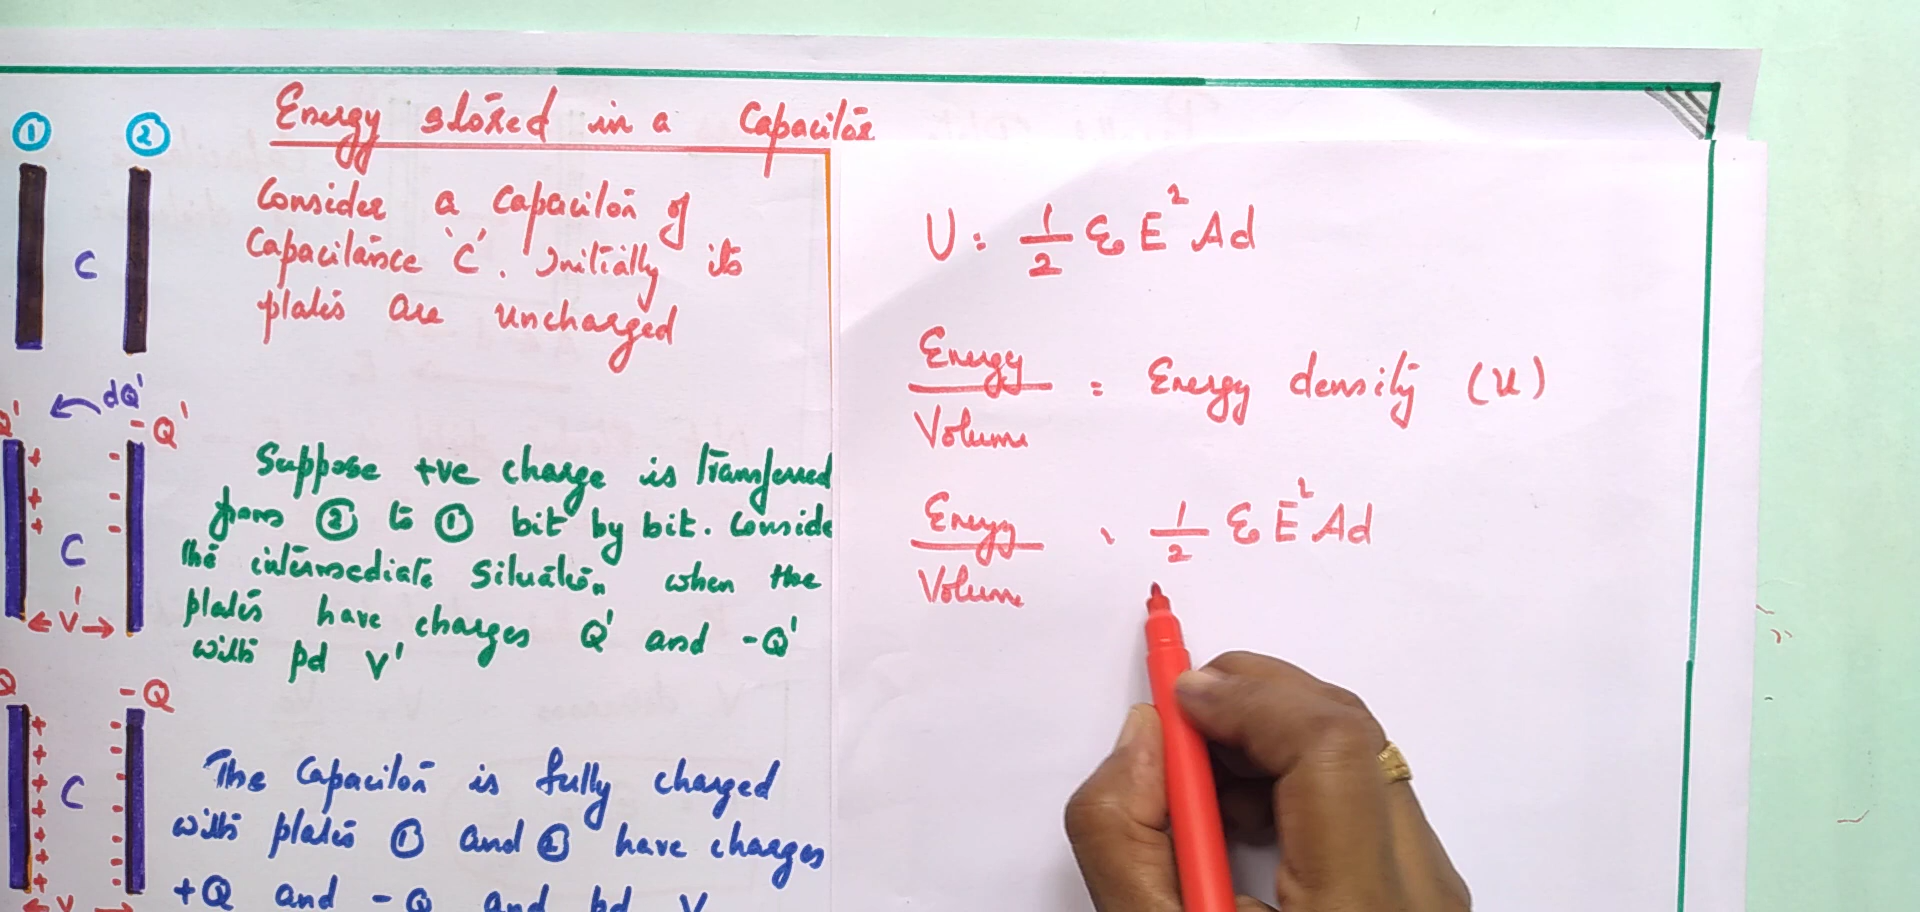 Energy stored in a Capacitor
① ②
C
Consider a Capacitor of
Capacitance 'C'. Initially its
plates are uncharged
dQ'
Q' -Q'
+ -
+ -
+ -
C
V'
Suppose +ve charge is Transferred
from ② to ① bit by bit. Conside
the intermediate Situation when the
plates have charges Q' and -Q'
with pd V'
Q -Q
+ -
+ -
+ -
+ -
+ -
+ -
+ -
C
V
The Capacitor is fully charged
with plates ① and ② have charges
+Q and -Q and pd V
U = 1/2 ε₀ E² Ad
Energy/Volume = Energy density (u)
Energy/Volume = 1/2 ε₀ E² Ad